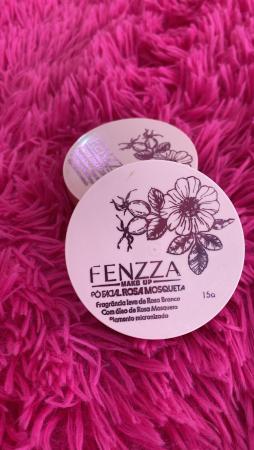 FENZZA
MAKE UP
PÓ FACIAL ROSA MOSQUETA
Fragrância leve de Rosa Branca
Com óleo de Rosa Mosqueta
Pigmento micronizado
15g